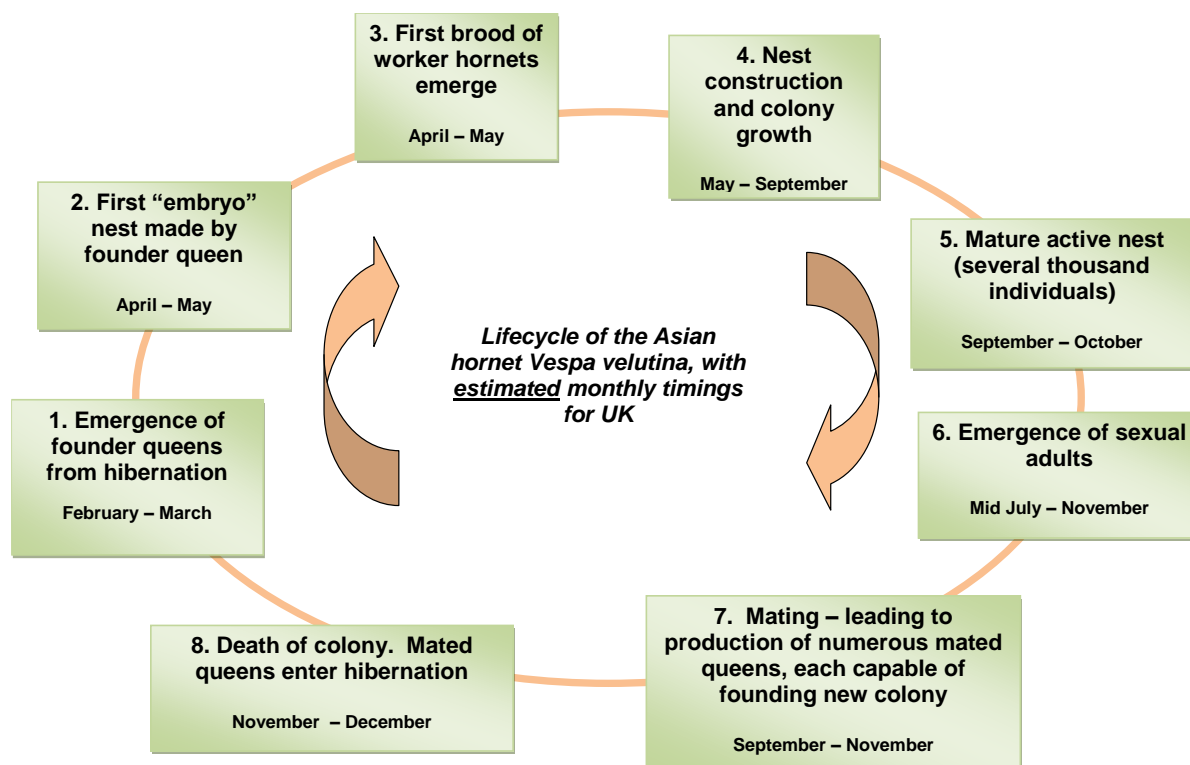 1. Emergence of
founder queens
from hibernation
February – March
2. First “embryo”
nest made by
founder queen
April – May
3. First brood of
worker hornets
emerge
April – May
4. Nest
construction
and colony
growth
May – September
5. Mature active nest
(several thousand
individuals)
September – October
6. Emergence of sexual
adults
Mid July – November
7. Mating – leading to
production of numerous mated
queens, each capable of
founding new colony
September – November
8. Death of colony. Mated
queens enter hibernation
November – December
Lifecycle of the Asian
hornet Vespa velutina, with
estimated monthly timings
for UK